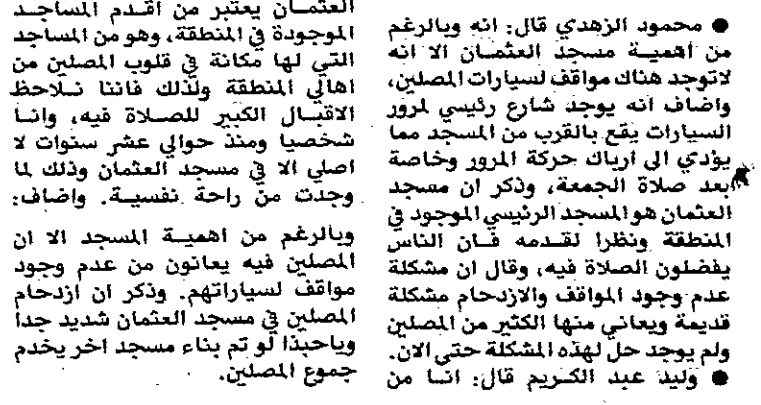 ● محمود الزهدي قال: انه وبالرغم
من اهمية مسجد العثمان الا انه
لاتوجد هناك مواقف لسيارات المصلين،
واضاف انه يوجد شارع رئيسي لمرور
السيارات يقع بالقرب من المسجد مما
يؤدي الى ارباك حركة المرور وخاصة
بعد صلاة الجمعة، وذكر ان مسجد
العثمان هو المسجد الرئيسي الموجود في
المنطقة ونظرا لقدمه فان الناس
يفضلون الصلاة فيه، وقال ان مشكلة
عدم وجود المواقف والازدحام مشكلة
قديمة ويعاني منها الكثير من المصلين
ولم يوجد حل لهذه المشكلة حتى الان.
● وليد عبد الكريم قال: انا من
العثمان يعتبر من اقدم المساجد
الموجودة في المنطقة، وهو من المساجد
التي لها مكانة في قلوب المصلين من
اهالي المنطقة ولذلك فاننا نلاحظ
الاقبال الكبير للصلاة فيه، وانا
شخصيا ومنذ حوالي عشر سنوات لا
اصلي الا في مسجد العثمان وذلك لما
وجدت من راحة نفسية. واضاف:
وبالرغم من اهمية المسجد الا ان
المصلين فيه يعانون من عدم وجود
مواقف لسياراتهم. وذكر ان ازدحام
المصلين في مسجد العثمان شديد جدا
وياحبذا لو تم بناء مسجد اخر يخدم
جموع المصلين.